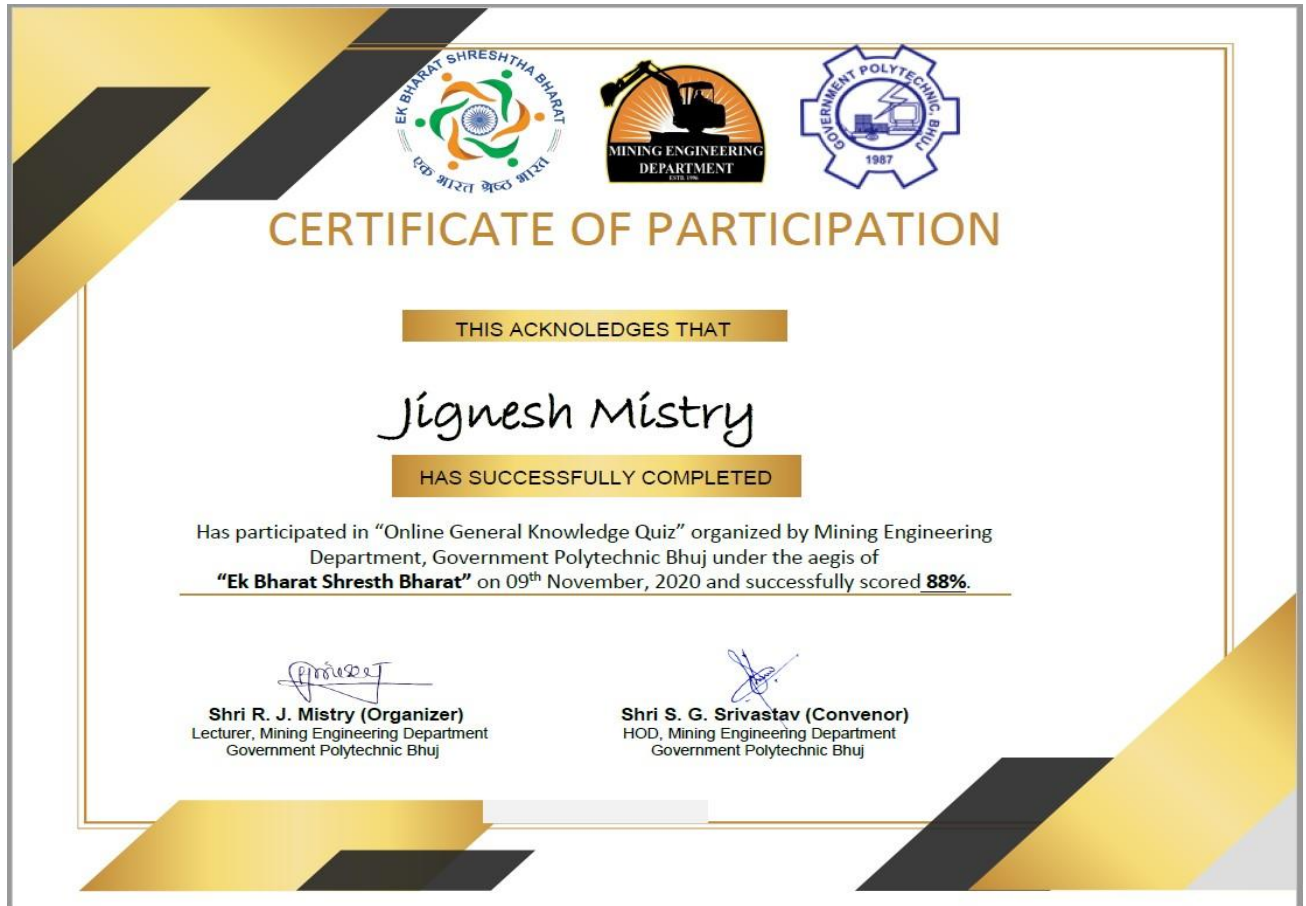 EK BHARAT SHRESHTHA BHARAT
एक भारत श्रेष्ठ भारत
MINING ENGINEERING
DEPARTMENT
ESTD. 1996
GOVERNMENT POLYTECHNIC, BHUJ
1987
CERTIFICATE OF PARTICIPATION
THIS ACKNOLEDGES THAT
Jignesh Mistry
HAS SUCCESSFULLY COMPLETED
Has participated in “Online General Knowledge Quiz” organized by Mining Engineering
Department, Government Polytechnic Bhuj under the aegis of
“Ek Bharat Shresth Bharat” on 09th November, 2020 and successfully scored 88%.
Shri R. J. Mistry (Organizer)
Lecturer, Mining Engineering Department
Government Polytechnic Bhuj
Shri S. G. Srivastav (Convenor)
HOD, Mining Engineering Department
Government Polytechnic Bhuj